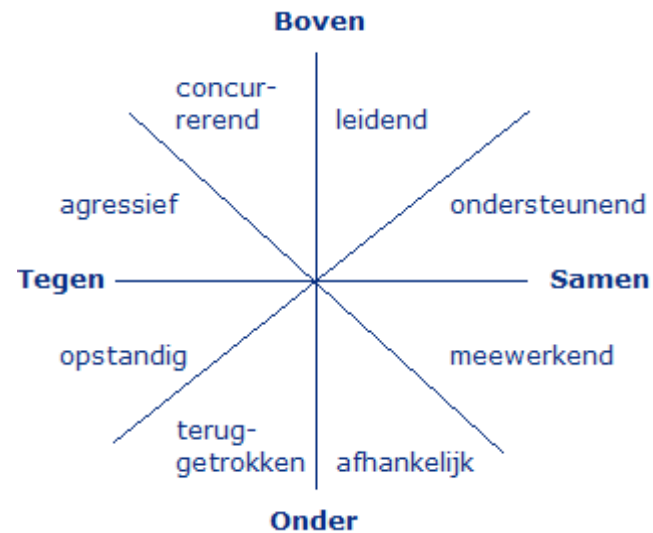 Boven
concur-
rerend
leidend
agressief
ondersteunend
Tegen
Samen
opstandig
meewerkend
terug-
getrokken
afhankelijk
Onder